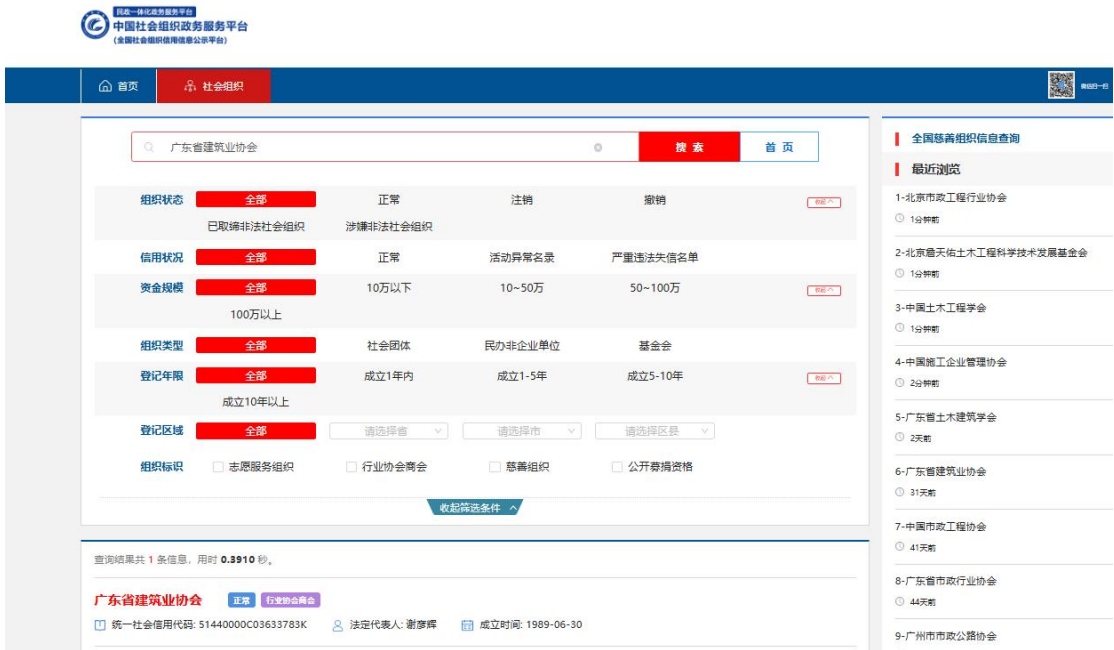 民政一体化政务服务平台
中国社会组织政务服务平台
(全国社会组织信用信息公示平台)
首页 社会组织 微信扫一扫
广东省建筑业协会 搜索 首页
组织状态 全部 正常 注销 撤销 收起
已取缔非法社会组织 涉嫌非法社会组织
信用状况 全部 正常 活动异常名录 严重违法失信名单
资金规模 全部 10万以下 10~50万 50~100万 收起
100万以上
组织类型 全部 社会团体 民办非企业单位 基金会
登记年限 全部 成立1年内 成立1-5年 成立5-10年 收起
成立10年以上
登记区域 全部 请选择省 请选择市 请选择区县
组织标识 志愿服务组织 行业协会商会 慈善组织 公开募捐资格
收起筛选条件
查询结果共 1 条信息，用时 0.3910 秒。
广东省建筑业协会 正常 行业协会商会
统一社会信用代码: 51440000C03633783K 法定代表人: 谢彦辉 成立时间: 1989-06-30
全国慈善组织信息查询
最近浏览
1-北京市政工程行业协会
1分钟前
2-北京詹天佑土木工程科学技术发展基金会
1分钟前
3-中国土木工程学会
1分钟前
4-中国施工企业管理协会
2分钟前
5-广东省土木建筑学会
2天前
6-广东省建筑业协会
31天前
7-中国市政工程协会
41天前
8-广东省市政行业协会
44天前
9-广州市市政公路协会